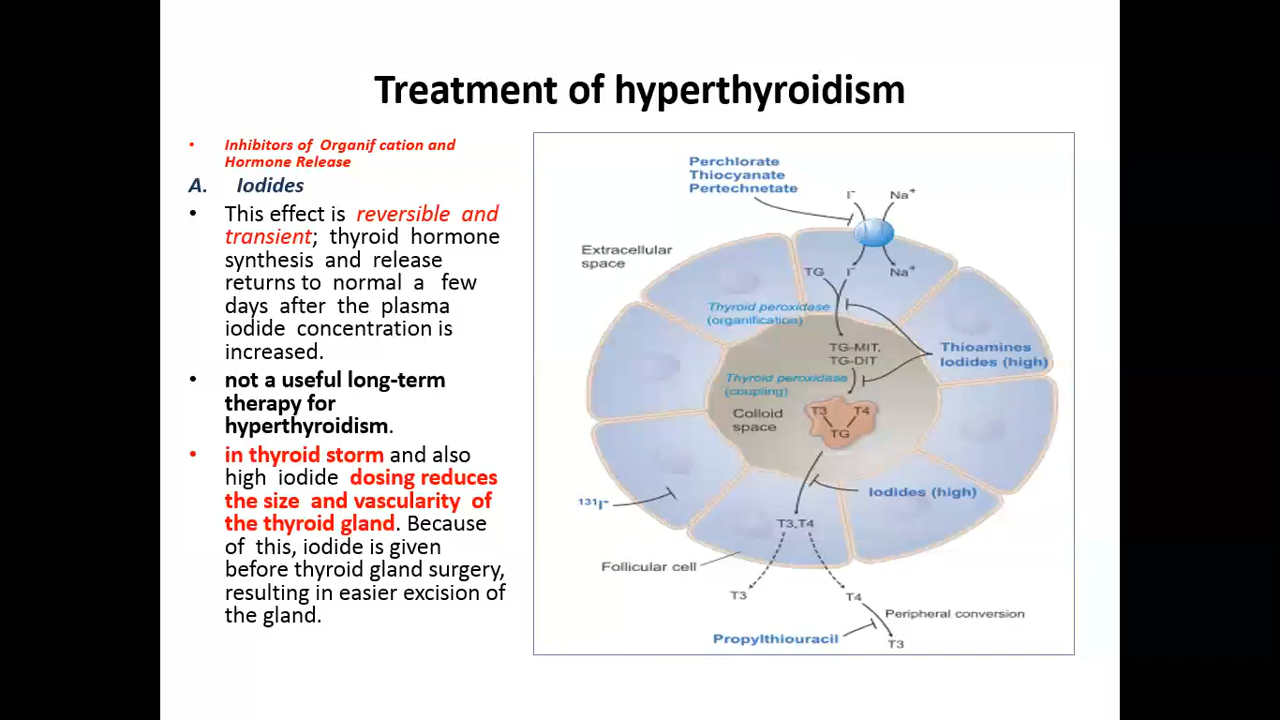 Treatment of hyperthyroidism
• Inhibitors of Organif cation and
Hormone Release
A. Iodides
• This effect is reversible and
transient; thyroid hormone
synthesis and release
returns to normal a few
days after the plasma
iodide concentration is
increased.
• not a useful long-term
therapy for
hyperthyroidism.
• in thyroid storm and also
high iodide dosing reduces
the size and vascularity of
the thyroid gland. Because
of this, iodide is given
before thyroid gland surgery,
resulting in easier excision of
the gland.
Perchlorate
Thiocyanate
Pertechnetate
I⁻
Na⁺
Extracellular
space
TG
I⁻
Na⁺
Thyroid peroxidase
(organification)
TG-MIT,
TG-DIT
Thioamines
Iodides (high)
Thyroid peroxidase
(coupling)
Colloid
space
T3
T4
TG
Iodides (high)
¹³¹I⁻
T3,T4
Follicular cell
T3
T4
Peripheral conversion
Propylthiouracil
T3